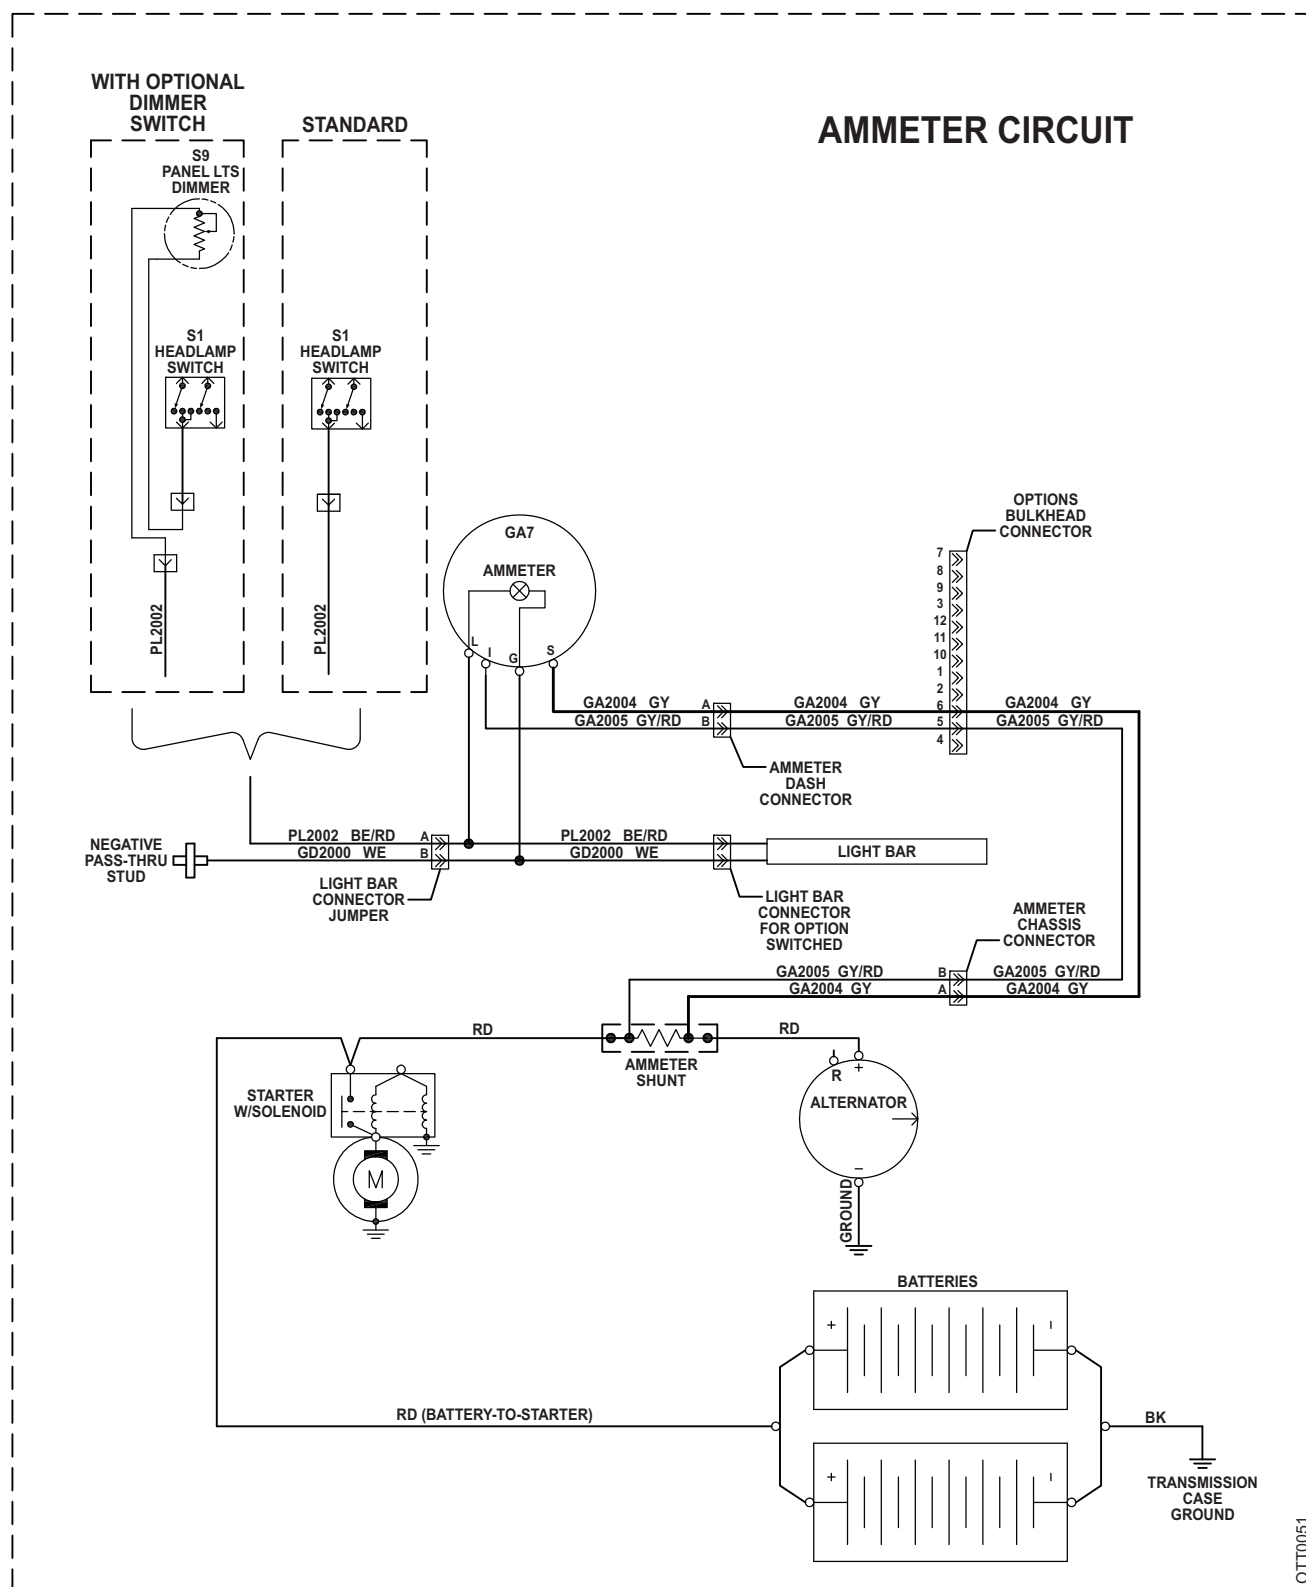 WITH OPTIONAL
DIMMER
SWITCH
STANDARD
AMMETER CIRCUIT
S9
PANEL LTS
DIMMER
S1
HEADLAMP
SWITCH
S1
HEADLAMP
SWITCH
PL2002
PL2002
GA7
AMMETER
L
I
G
S
OPTIONS
BULKHEAD
CONNECTOR
7
8
9
3
12
11
10
1
2
6
5
4
GA2004 GY
A
GA2004 GY
GA2004 GY
GA2005 GY/RD
B
GA2005 GY/RD
GA2005 GY/RD
AMMETER
DASH
CONNECTOR
NEGATIVE
PASS-THRU
STUD
PL2002 BE/RD
A
PL2002 BE/RD
GD2000 WE
B
GD2000 WE
LIGHT BAR
LIGHT BAR
CONNECTOR
JUMPER
LIGHT BAR
CONNECTOR
FOR OPTION
SWITCHED
AMMETER
CHASSIS
CONNECTOR
GA2005 GY/RD
B
GA2005 GY/RD
GA2004 GY
A
GA2004 GY
RD
RD
AMMETER
SHUNT
STARTER
W/SOLENOID
M
R
+
ALTERNATOR
–
GROUND
BATTERIES
+
–
RD (BATTERY-TO-STARTER)
BK
+
–
TRANSMISSION
CASE
GROUND
OTT0051